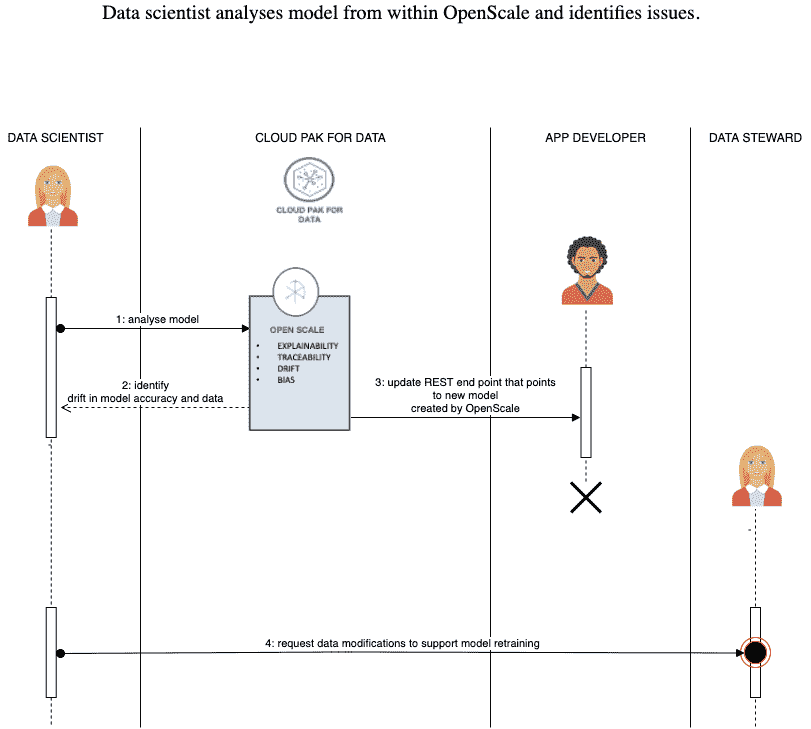 Data scientist analyses model from within OpenScale and identifies issues.
DATA SCIENTIST
CLOUD PAK FOR DATA
APP DEVELOPER
DATA STEWARD
CLOUD PAK FOR
DATA
1: analyse model
OPEN SCALE
• EXPLAINABILITY
• TRACEABILITY
• DRIFT
• BIAS
2: identify
drift in model accuracy and data
3: update REST end point that points
to new model
created by OpenScale
4: request data modifications to support model retraining